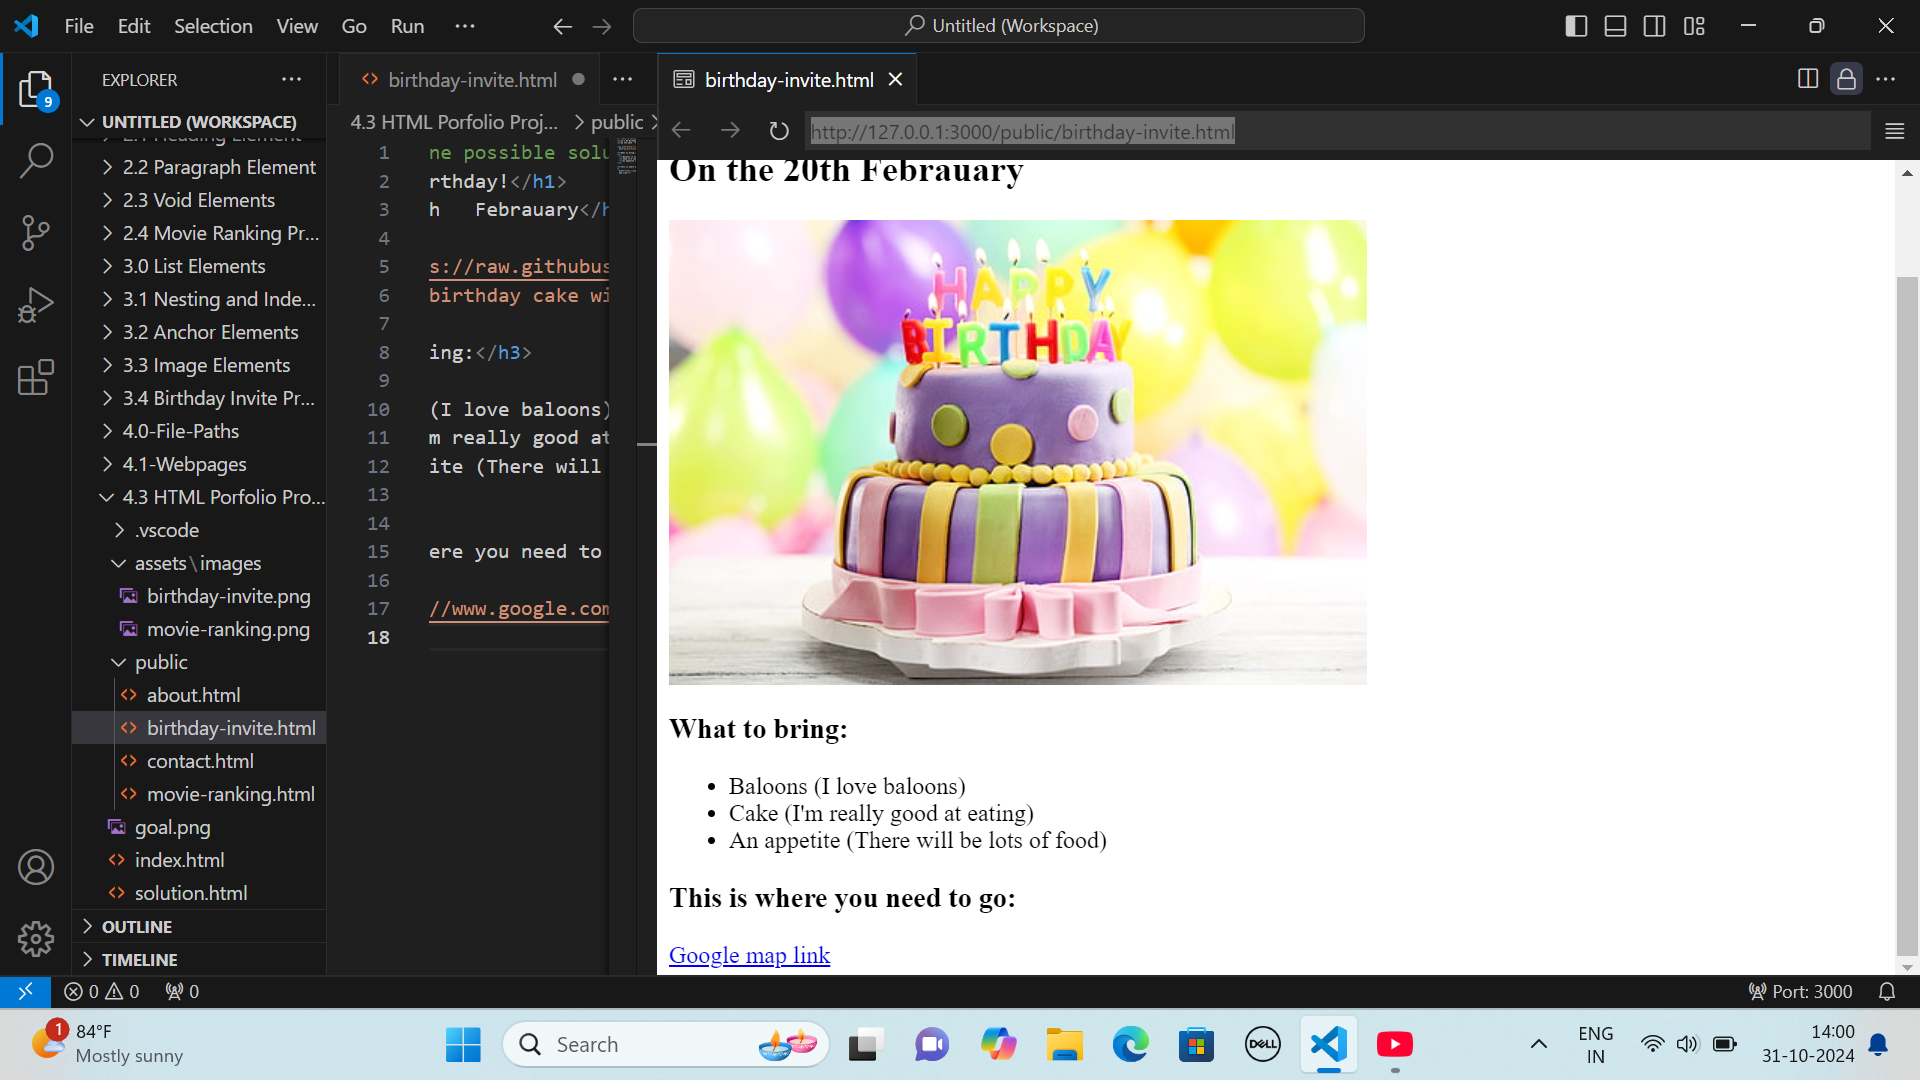 File Edit Selection View Go Run ···
Untitled (Workspace)
EXPLORER ···
9
UNTITLED (WORKSPACE)
2.1 Heading Element
2.2 Paragraph Element
2.3 Void Elements
2.4 Movie Ranking Pr...
3.0 List Elements
3.1 Nesting and Inde...
3.2 Anchor Elements
3.3 Image Elements
3.4 Birthday Invite Pr...
4.0-File-Paths
4.1-Webpages
4.3 HTML Porfolio Pro...
.vscode
assets\images
birthday-invite.png
movie-ranking.png
public
about.html
birthday-invite.html
contact.html
movie-ranking.html
goal.png
index.html
solution.html
OUTLINE
TIMELINE
<> birthday-invite.html ● ···
4.3 HTML Porfolio Proj... > public >
1 ne possible solu
2 rthday!</h1>
3 h Febrauary</h
4
5 s://raw.githubus
6 birthday cake wi
7
8 ing:</h3>
9
10 (I love baloons)
11 m really good at
12 ite (There will
13
14
15 ere you need to
16
17 //www.google.com
18
birthday-invite.html
http://127.0.0.1:3000/public/birthday-invite.html
On the 20th Febrauary
HAPPY
BIRTHDAY
What to bring:
• Baloons (I love baloons)
• Cake (I'm really good at eating)
• An appetite (There will be lots of food)
This is where you need to go:
Google map link
0 0 0
Port: 3000
1
84°F
Mostly sunny
Search
DELL
ENG
IN
14:00
31-10-2024